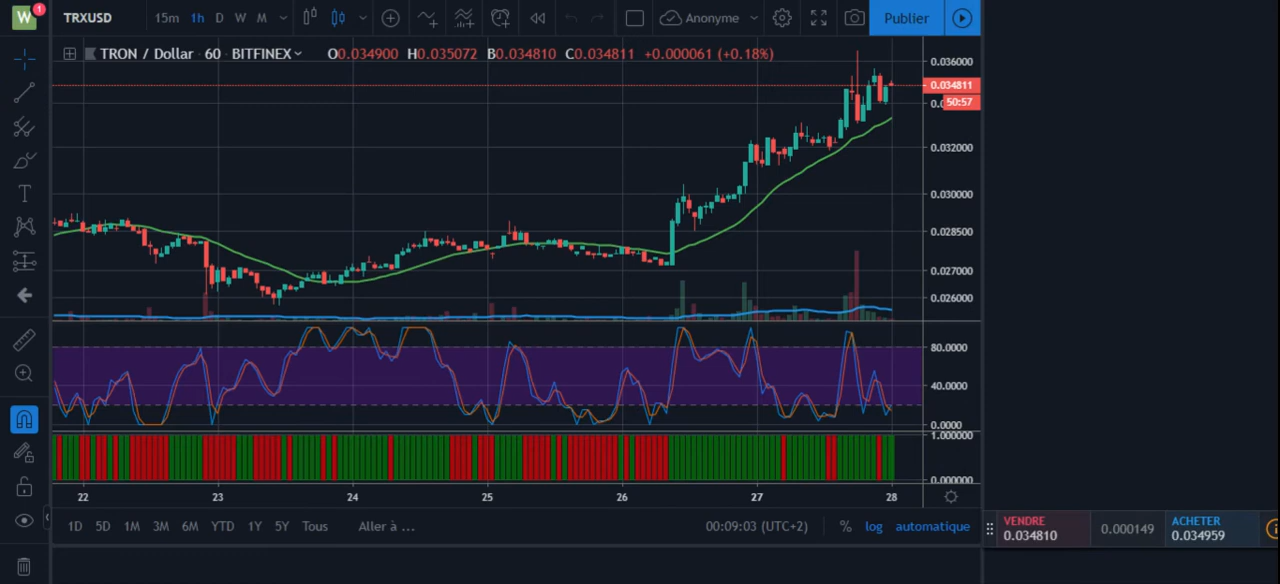 W 1
TRXUSD 15m 1h D W M Anonyme Publier
TRON / Dollar · 60 · BITFINEX O0.034900 H0.035072 B0.034810 C0.034811 +0.000061 (+0.18%)
0.036000
0.034811
50:57
0.032000
0.030000
0.028500
0.027000
0.026000
80.0000
40.0000
0.0000
1.000000
0.000000
T
22 23 24 25 26 27 28
1D 5D 1M 3M 6M YTD 1Y 5Y Tous Aller à ... 00:09:03 (UTC+2) % log automatique
VENDRE
0.034810
0.000149
ACHETER
0.034959